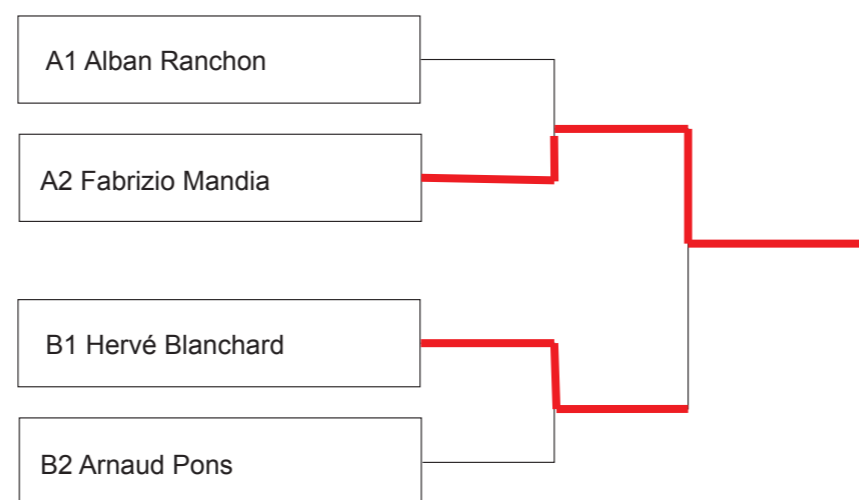 A1 Alban Ranchon
A2 Fabrizio Mandia
B1 Hervé Blanchard
B2 Arnaud Pons